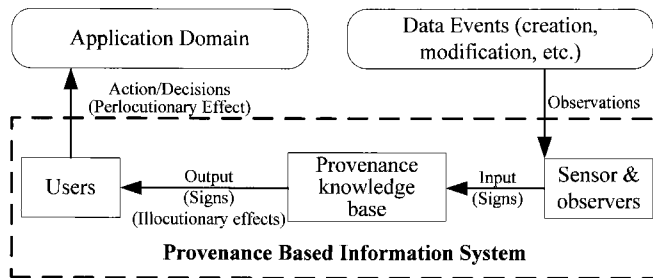 Application Domain
Data Events (creation,
modification, etc.)
Action/Decisions
(Perlocutionary Effect)
Observations
Users
Output
(Signs)
(Illocutionary effects)
Provenance
knowledge
base
Input
(Signs)
Sensor &
observers
Provenance Based Information System